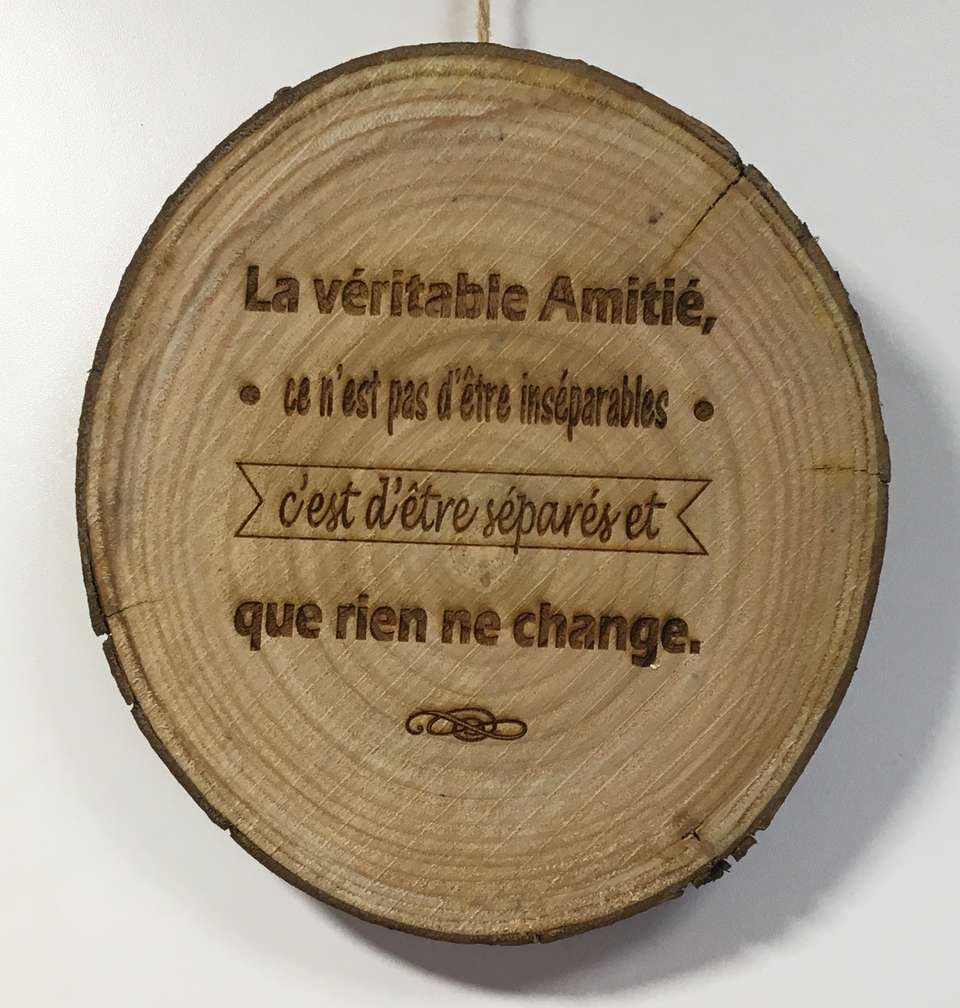 La véritable Amitié,
• ce n'est pas d'être inséparables •
c'est d'être séparés et
que rien ne change.